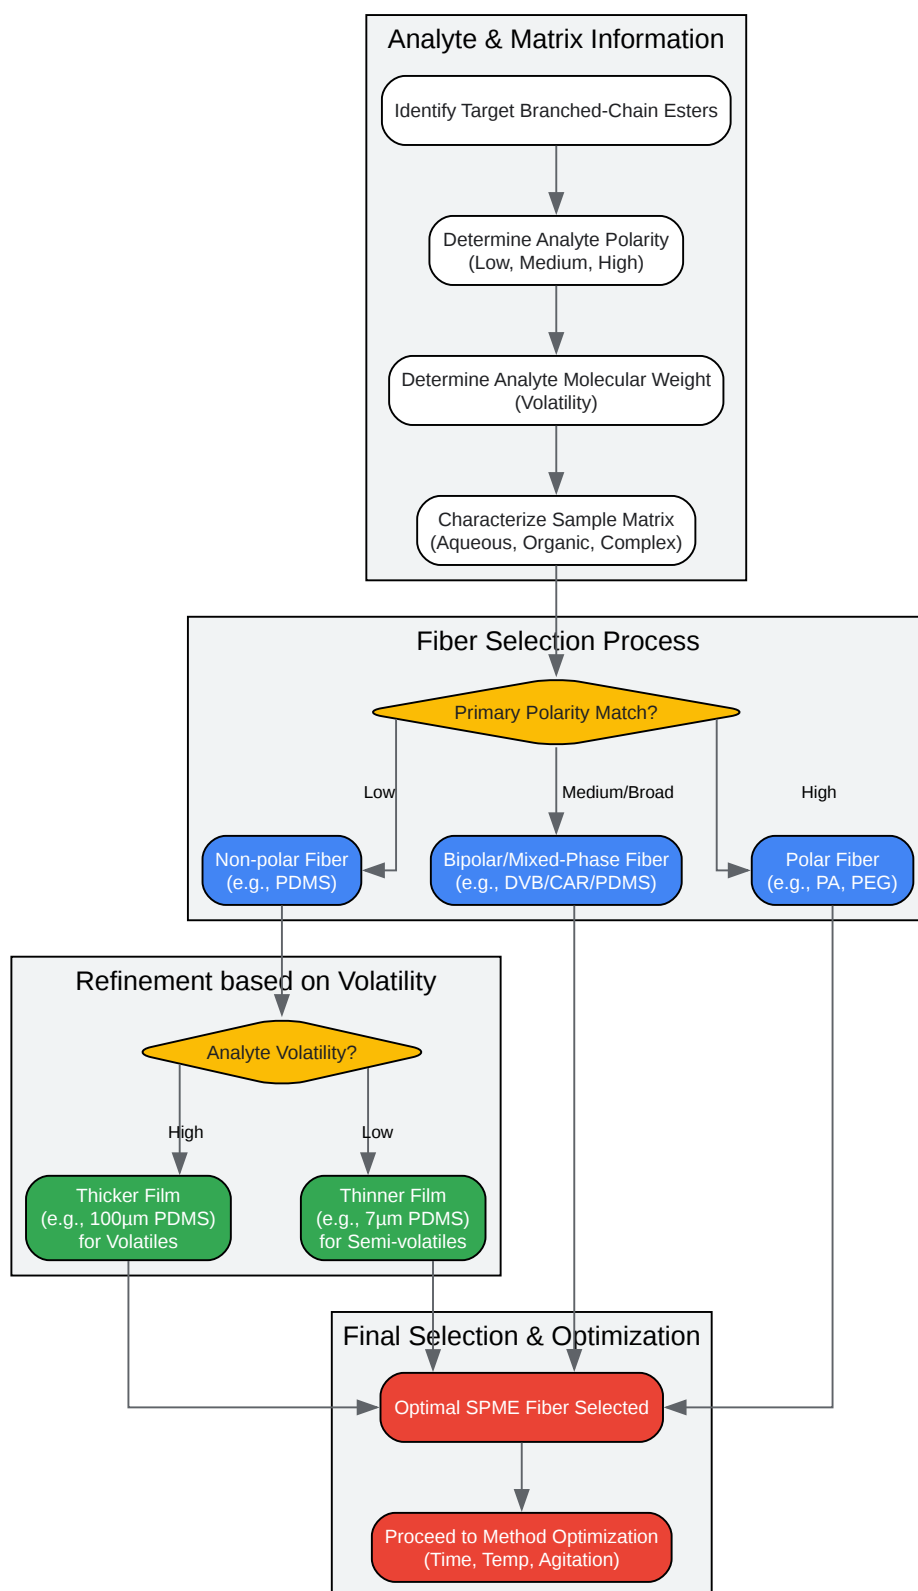 Analyte & Matrix Information
Identify Target Branched-Chain Esters
Determine Analyte Polarity
(Low, Medium, High)
Determine Analyte Molecular Weight
(Volatility)
Characterize Sample Matrix
(Aqueous, Organic, Complex)
Fiber Selection Process
Primary Polarity Match?
Low
Medium/Broad
High
Non-polar Fiber
(e.g., PDMS)
Bipolar/Mixed-Phase Fiber
(e.g., DVB/CAR/PDMS)
Polar Fiber
(e.g., PA, PEG)
Refinement based on Volatility
Analyte Volatility?
High
Low
Thicker Film
(e.g., 100µm PDMS)
for Volatiles
Thinner Film
(e.g., 7µm PDMS)
for Semi-volatiles
Final Selection & Optimization
Optimal SPME Fiber Selected
Proceed to Method Optimization
(Time, Temp, Agitation)